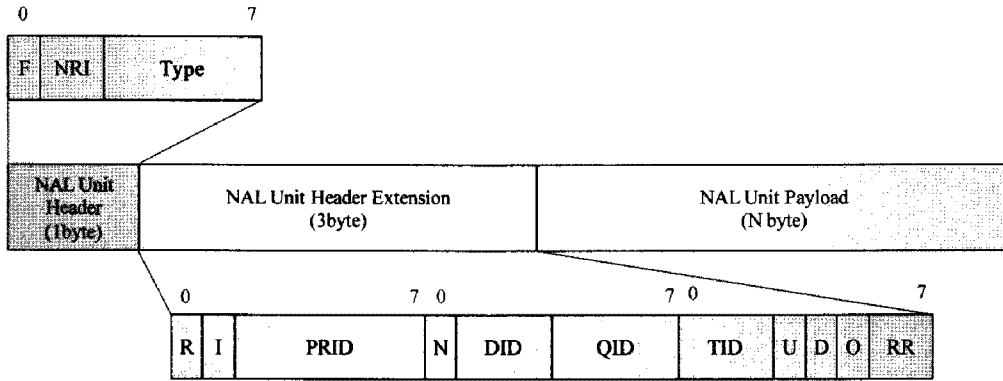 0 7
F NRI Type
NAL Unit Header (1byte)
NAL Unit Header Extension (3byte)
NAL Unit Payload (N byte)
0 7 0 7 0 7
R I PRID N DID QID TID U D O RR